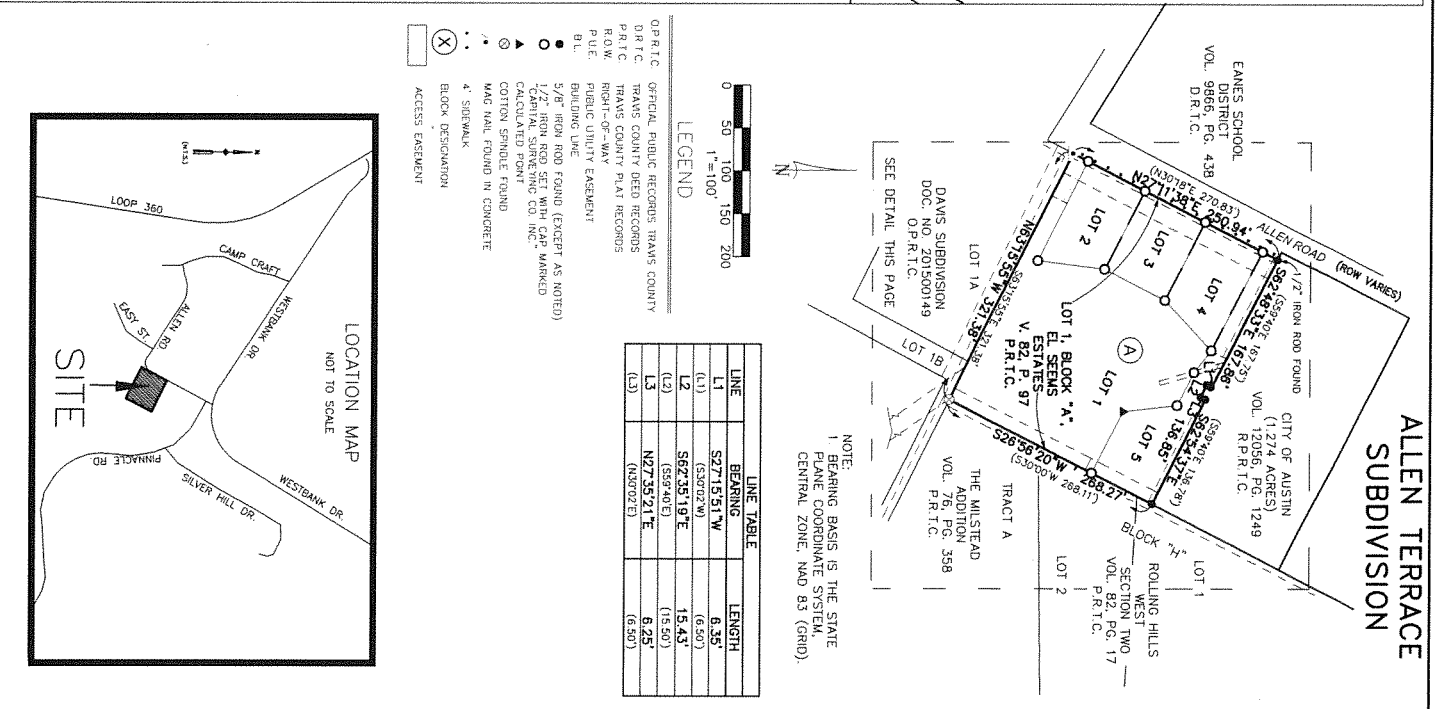 ALLEN TERRACE
SUBDIVISION
EANES SCHOOL
DISTRICT
VOL. 9866, PG. 438
D.R.T.C.
ALLEN ROAD (ROW VARIES)
1/2" IRON ROD FOUND
(N30°18'E 270.83')
N27°11'38"E 250.94'
(S59°40'E 167.75')
S62°48'33"E 167.86'
CITY OF AUSTIN
(1.274 ACRES)
VOL. 12056, PG. 1249
R.P.R.T.C.
(S59°40'E 136.78')
S62°54'37"E
136.85'
L1
L2
L3
LOT 2
LOT 3
LOT 4
LOT 5
LOT 1
A
LOT 1, BLOCK "A",
EL SEEMS
ESTATES
V. 82, P. 97
P.R.T.C.
S63°15'55"E 321.38'
N63°15'55"W 321.38'
S26°56'20"W 268.27'
(S30°00'W 268.11')
LOT 1A
LOT 1B
DAVIS SUBDIVISION
DOC. NO. 201500149
O.P.R.T.C.
SEE DETAIL THIS PAGE
TRACT A
THE MILSTEAD
ADDITION
VOL. 76, PG. 358
P.R.T.C.
BLOCK "H"
LOT 1
LOT 2
ROLLING HILLS
WEST
SECTION TWO
VOL. 82, PG. 17
P.R.T.C.
N
0 50 100 150 200
1"=100'
NOTE:
1. BEARING BASIS IS THE STATE
PLANE COORDINATE SYSTEM,
CENTRAL ZONE, NAD 83 (GRID).
LEGEND
O.P.R.T.C. OFFICIAL PUBLIC RECORDS TRAVIS COUNTY
D.R.T.C. TRAVIS COUNTY DEED RECORDS
P.R.T.C. TRAVIS COUNTY PLAT RECORDS
R.O.W. RIGHT-OF-WAY
P.U.E. PUBLIC UTILITY EASEMENT
B.L. BUILDING LINE
5/8" IRON ROD FOUND (EXCEPT AS NOTED)
1/2" IRON ROD SET WITH CAP MARKED
"CAPITAL SURVEYING CO. INC."
CALCULATED POINT
COTTON SPINDLE FOUND
MAG NAIL FOUND IN CONCRETE
4' SIDEWALK
X BLOCK DESIGNATION
ACCESS EASEMENT
LINE TABLE
LINE BEARING LENGTH
L1 S27°15'51"W 6.35'
(L1) (S30°02'W) (6.50')
L2 S62°35'19"E 15.43'
(L2) (S59°40'E) (15.50')
L3 N27°35'21"E 6.25'
(L3) (N30°02'E) (6.50')
LOCATION MAP
NOT TO SCALE
N
(N.T.S.)
LOOP 360
CAMP CRAFT
WESTBANK DR.
ALLEN RD
EASY ST.
SITE
WESTBANK DR.
SILVER HILL DR.
PINNACLE RD